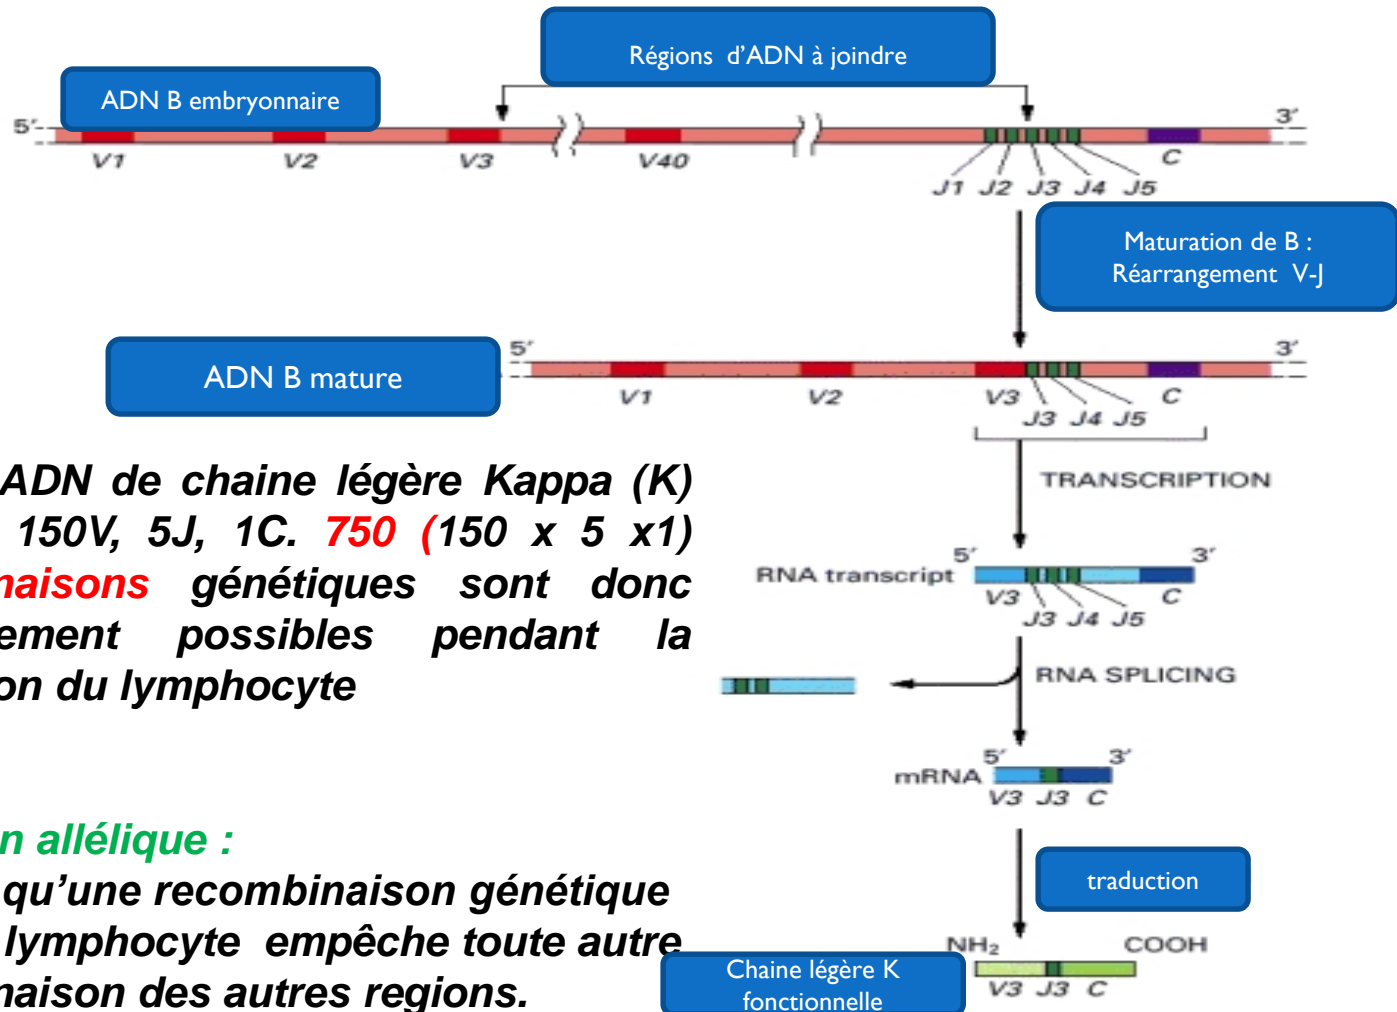 Régions d’ADN à joindre
ADN B embryonnaire
5′
3′
V1 V2 V3 V40 C
J1 J2 J3 J4 J5
Maturation de B :
Réarrangement V-J
ADN B mature
5′
3′
V1 V2 V3 C
J3 J4 J5
TRANSCRIPTION
ADN de chaine légère Kappa (K)
150V, 5J, 1C. 750 (150 x 5 x1)
naisons génétiques sont donc
ement possibles pendant la
on du lymphocyte
5′ 3′
RNA transcript
V3 C
J3 J4 J5
RNA SPLICING
5′ 3′
mRNA
V3 J3 C
n allélique :
qu’une recombinaison génétique
lymphocyte empêche toute autre
naison des autres regions.
traduction
NH₂ COOH
Chaine légère K
fonctionnelle
V3 J3 C